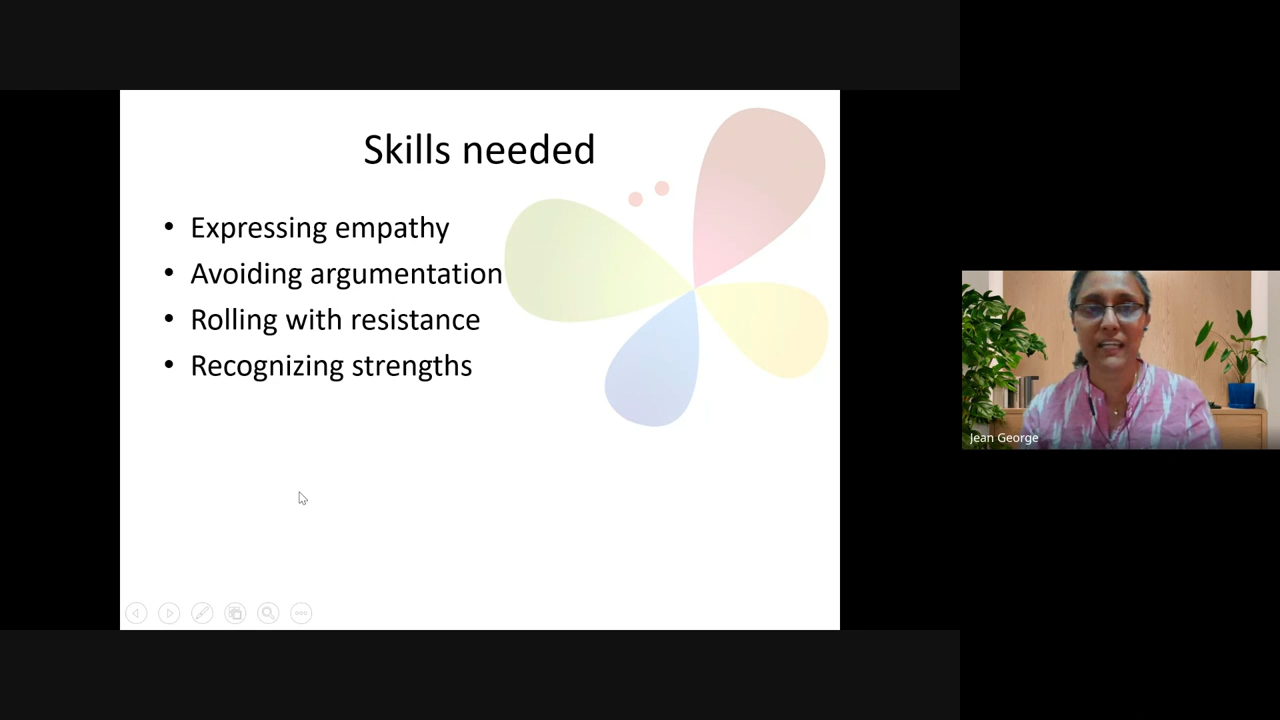 Skills needed
• Expressing empathy
• Avoiding argumentation
• Rolling with resistance
• Recognizing strengths
Jean George